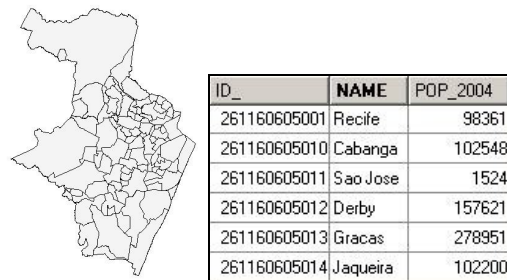 ID_ NAME POP_2004
261160605001 Recife 98361
261160605010 Cabanga 102548
261160605011 Sao Jose 1524
261160605012 Derby 157621
261160605013 Gracas 278951
261160605014 Jaqueira 102200